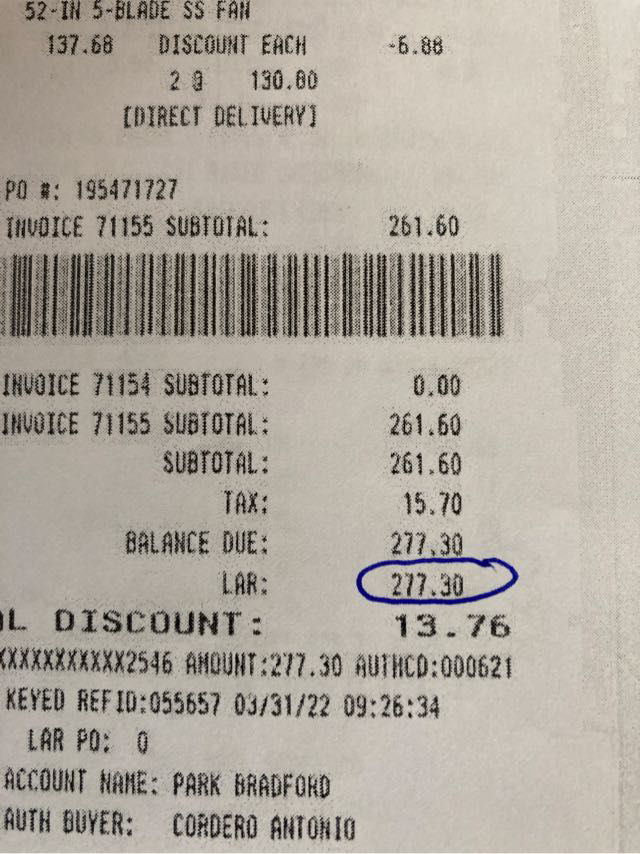 52-IN 5-BLADE SS FAN
137.68 DISCOUNT EACH -6.88
2 @ 130.80
[DIRECT DELIVERY]
PO #: 195471727
INVOICE 71155 SUBTOTAL: 261.60
INVOICE 71154 SUBTOTAL: 0.00
INVOICE 71155 SUBTOTAL: 261.60
SUBTOTAL: 261.60
TAX: 15.70
BALANCE DUE: 277.30
LAR: 277.30
L DISCOUNT: 13.76
XXXXXXXXXXXX2546 AMOUNT:277.30 AUTHCD:000621
KEYED REFID:055657 03/31/22 09:26:34
LAR PO: 0
ACCOUNT NAME: PARK BRADFORD
AUTH BUYER: CORDERO ANTONIO